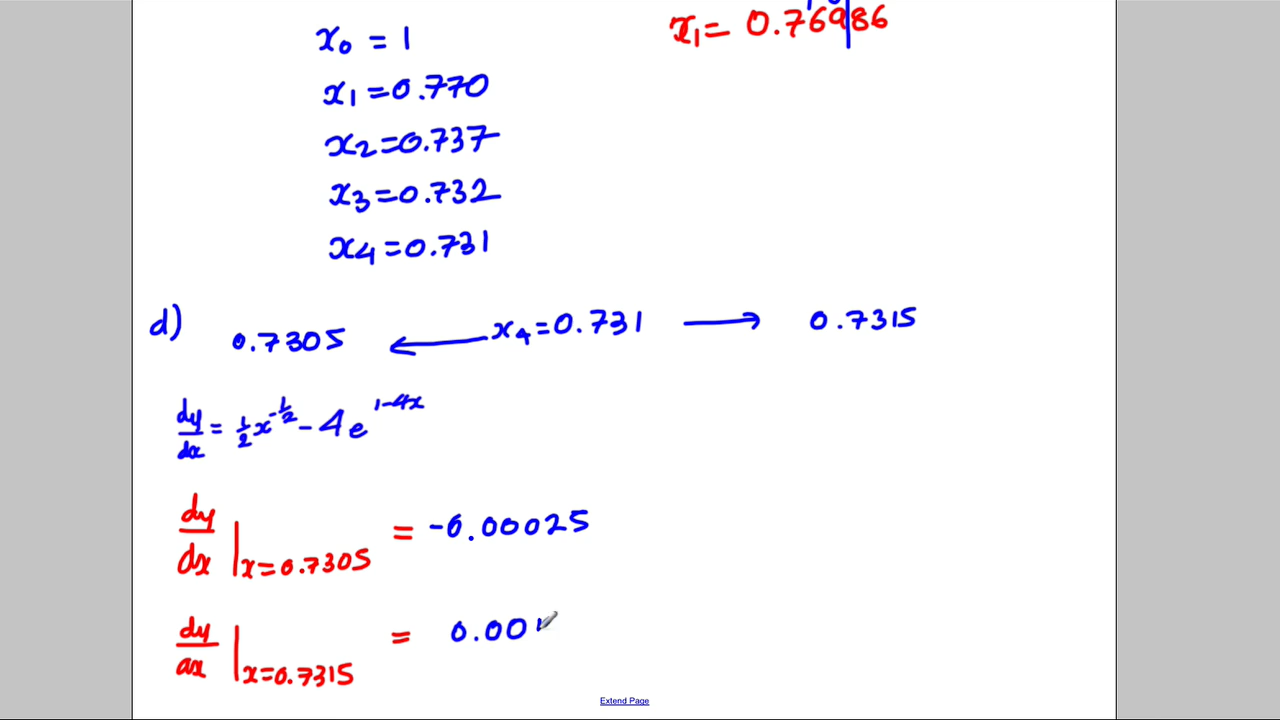 x₀ = 1
x₁ = 0.76986
x₁ = 0.770
x₂ = 0.737
x₃ = 0.732
x₄ = 0.731
d) 0.7305 ← x₄ = 0.731 → 0.7315
dy/dx = ½x^(-½) - 4e^(1-4x)
dy/dx |x=0.7305 = -0.00025
dy/dx |x=0.7315 = 0.00
Extend Page